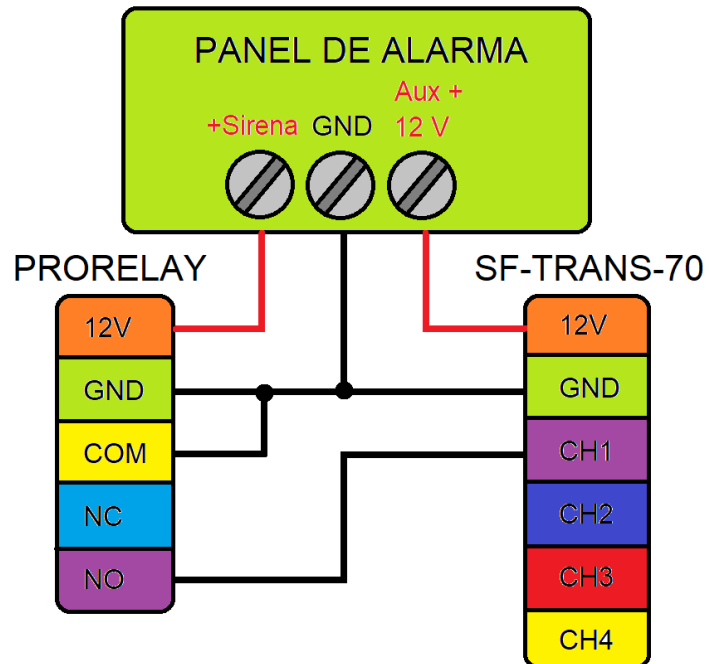 PANEL DE ALARMA
Aux +
+Sirena GND 12 V
PRORELAY
SF-TRANS-70
12V
GND
COM
NC
NO
12V
GND
CH1
CH2
CH3
CH4